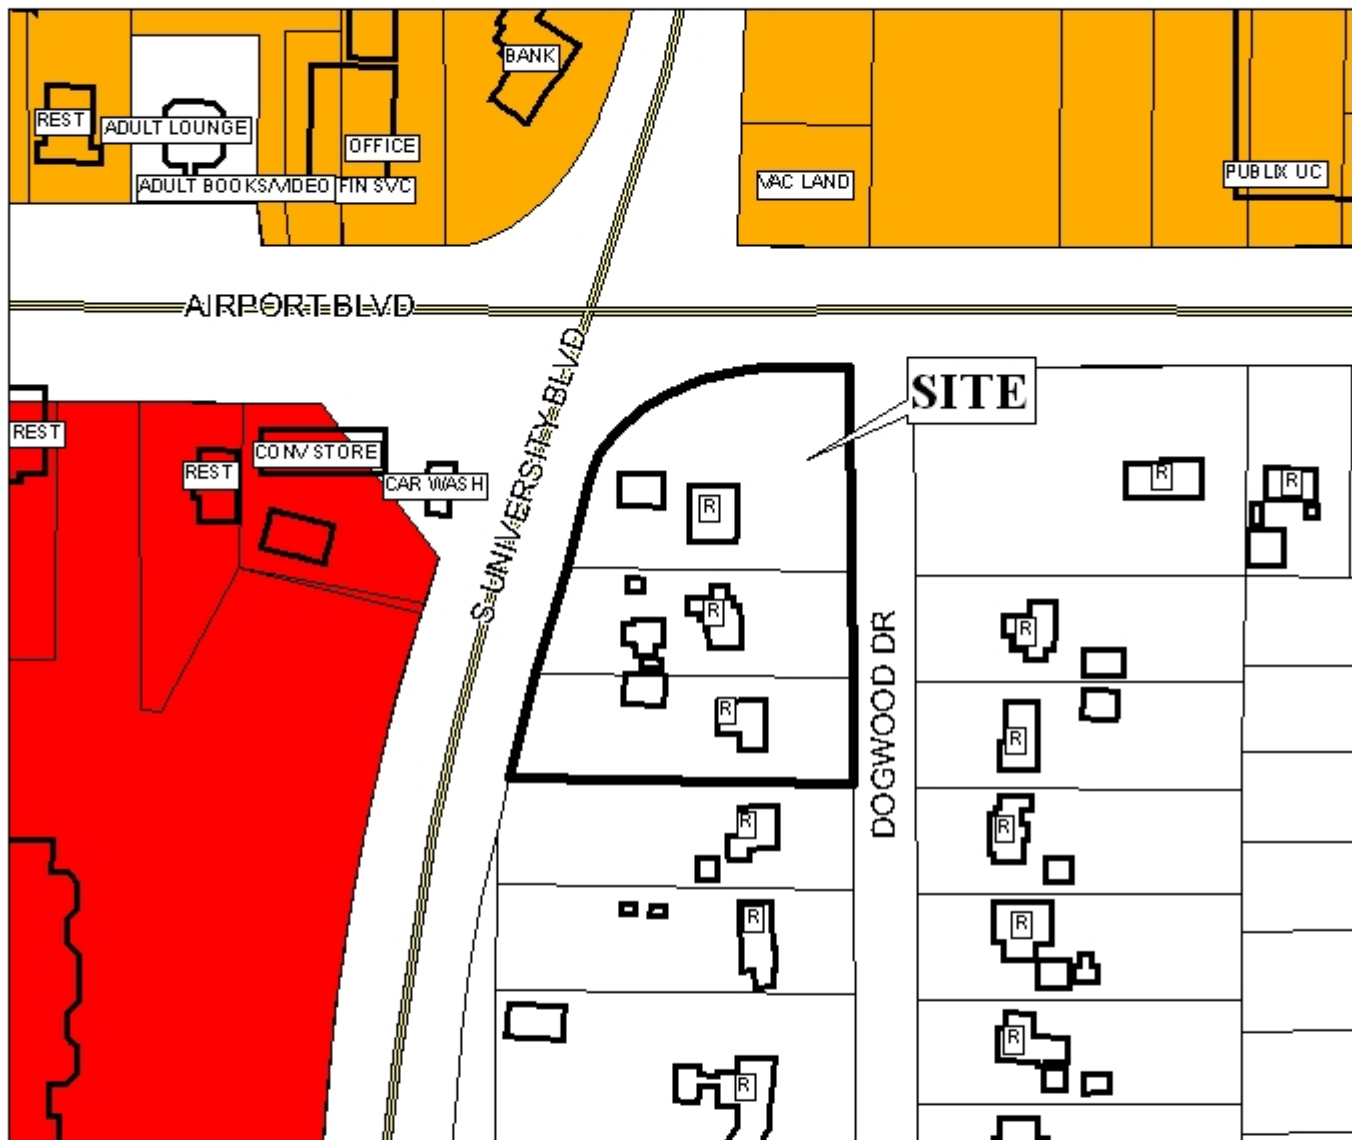 BANK
REST
ADULT LOUNGE
OFFICE
ADULT BOOKS/VIDEO
FIN SVC
VAC LAND
PUBLIX UC
AIRPORT BLVD
S UNIVERSITY BLVD
SITE
REST
REST
CONV STORE
CAR WASH
R
R
R
R
R
R
DOGWOOD DR
R
R
R
R
R
R
R
R